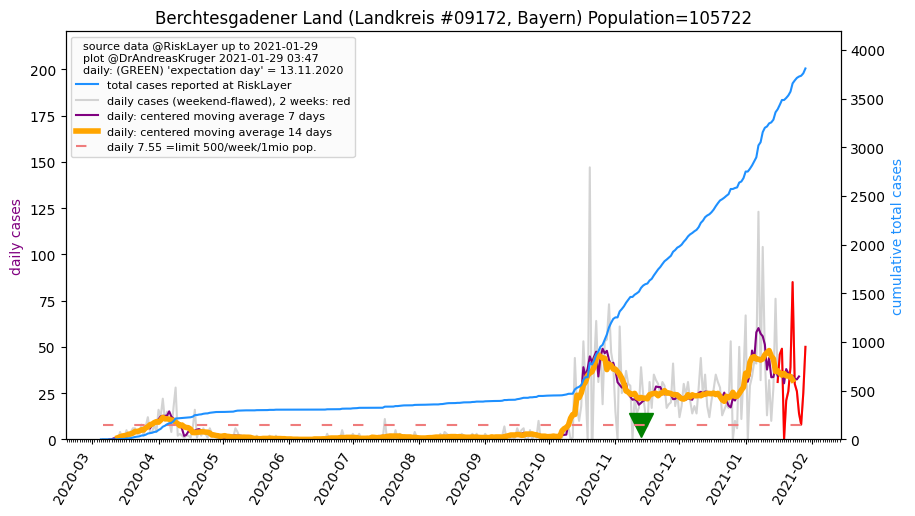 Berchtesgadener Land (Landkreis #09172, Bayern) Population=105722
source data @RiskLayer up to 2021-01-29
plot @DrAndreasKruger 2021-01-29 03:47
daily: (GREEN) 'expectation day' = 13.11.2020
total cases reported at RiskLayer
daily cases (weekend-flawed), 2 weeks: red
daily: centered moving average 7 days
daily: centered moving average 14 days
daily 7.55 =limit 500/week/1mio pop.
daily cases
200
175
150
125
100
75
50
25
0
cumulative total cases
4000
3500
3000
2500
2000
1500
1000
500
0
2020-03
2020-04
2020-05
2020-06
2020-07
2020-08
2020-09
2020-10
2020-11
2020-12
2021-01
2021-02